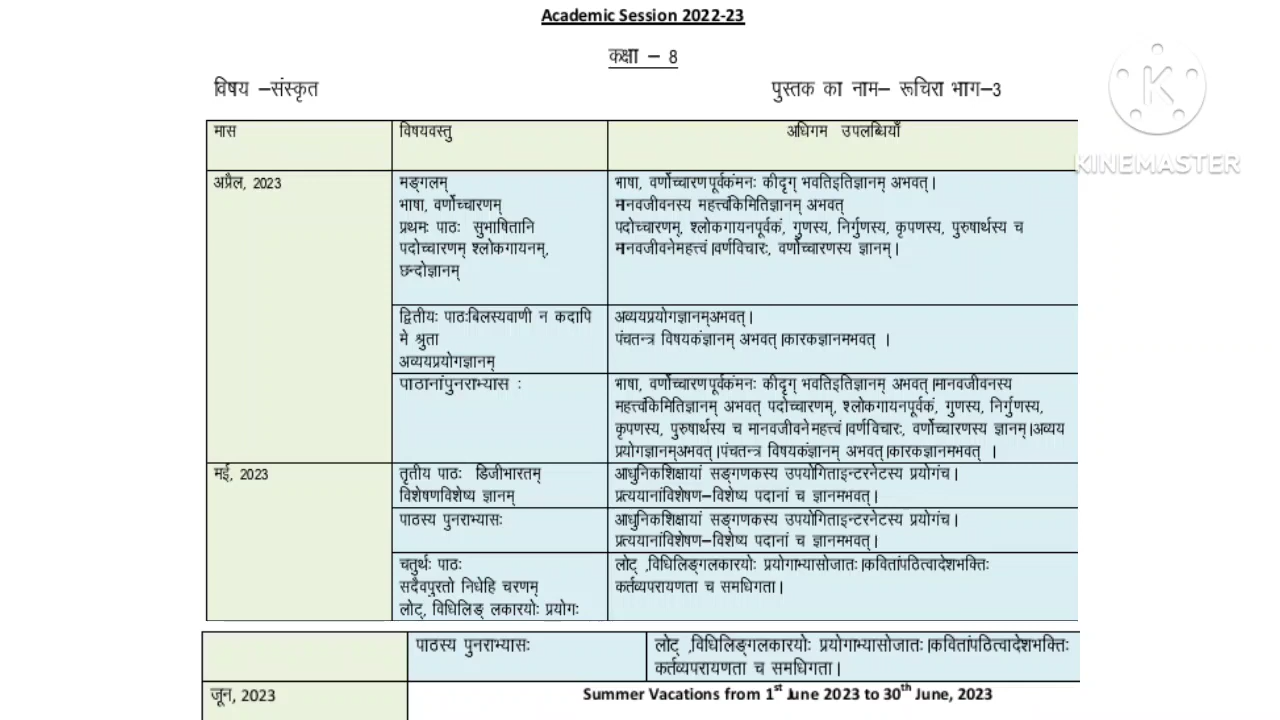 Academic Session 2022-23
कक्षा – 8
विषय –संस्कृत
पुस्तक का नाम– रूचिरा भाग–3
KINEMASTER
मास
विषयवस्तु
अधिगम उपलब्धियाँ
अप्रैल, 2023
मङ्गलम्
भाषा, वर्णोच्चारणम्
प्रथमः पाठः सुभाषितानि
पदोच्चारणम् श्लोकगायनम्,
छन्दोज्ञानम्
भाषा, वर्णोच्चारणपूर्वकंमनः कीदृग् भवतिइतिज्ञानम् अभवत्।
मानवजीवनस्य महत्त्वंकिमितिज्ञानम् अभवत्
पदोच्चारणम्, श्लोकगायनपूर्वकं, गुणस्य, निर्गुणस्य, कृपणस्य, पुरुषार्थस्य च
मानवजीवनेमहत्त्वं।वर्णविचारः, वर्णोच्चारणस्य ज्ञानम्।
द्वितीयः पाठःबिलस्यवाणी न कदापि
मे श्रुता
अव्ययप्रयोगज्ञानम्
अव्ययप्रयोगज्ञानम्अभवत्।
पंचतन्त्र विषयकंज्ञानम् अभवत्।कारकज्ञानमभवत् ।
पाठानांपुनराभ्यास :
भाषा, वर्णोच्चारणपूर्वकंमनः कीदृग् भवतिइतिज्ञानम् अभवत्।मानवजीवनस्य
महत्त्वंकिमितिज्ञानम् अभवत् पदोच्चारणम्, श्लोकगायनपूर्वकं, गुणस्य, निर्गुणस्य,
कृपणस्य, पुरुषार्थस्य च मानवजीवनेमहत्त्वं।वर्णविचारः, वर्णोच्चारणस्य ज्ञानम्।अव्यय
प्रयोगज्ञानम्अभवत्।पंचतन्त्र विषयकंज्ञानम् अभवत्।कारकज्ञानमभवत् ।
मई, 2023
तृतीय पाठः डिजीभारतम्
विशेषणविशेष्य ज्ञानम्
आधुनिकशिक्षायां सङ्गणकस्य उपयोगिताइन्टरनेटस्य प्रयोगंच।
प्रत्ययानांविशेषण–विशेष्य पदानां च ज्ञानमभवत्।
पाठस्य पुनराभ्यासः
आधुनिकशिक्षायां सङ्गणकस्य उपयोगिताइन्टरनेटस्य प्रयोगंच।
प्रत्ययानांविशेषण–विशेष्य पदानां च ज्ञानमभवत्।
चतुर्थः पाठः
सदैवपुरतो निधेहि चरणम्
लोट्, विधिलिङ् लकारयोः प्रयोगः
लोट् ,विधिलिङ्गलकारयोः प्रयोगाभ्यासोजातः।कवितांपठित्वादेशभक्तिः
कर्तव्यपरायणता च समधिगता।
पाठस्य पुनराभ्यासः
लोट् ,विधिलिङ्गलकारयोः प्रयोगाभ्यासोजातः।कवितांपठित्वादेशभक्तिः
कर्तव्यपरायणता च समधिगता।
जून, 2023
Summer Vacations from 1st June 2023 to 30th June, 2023